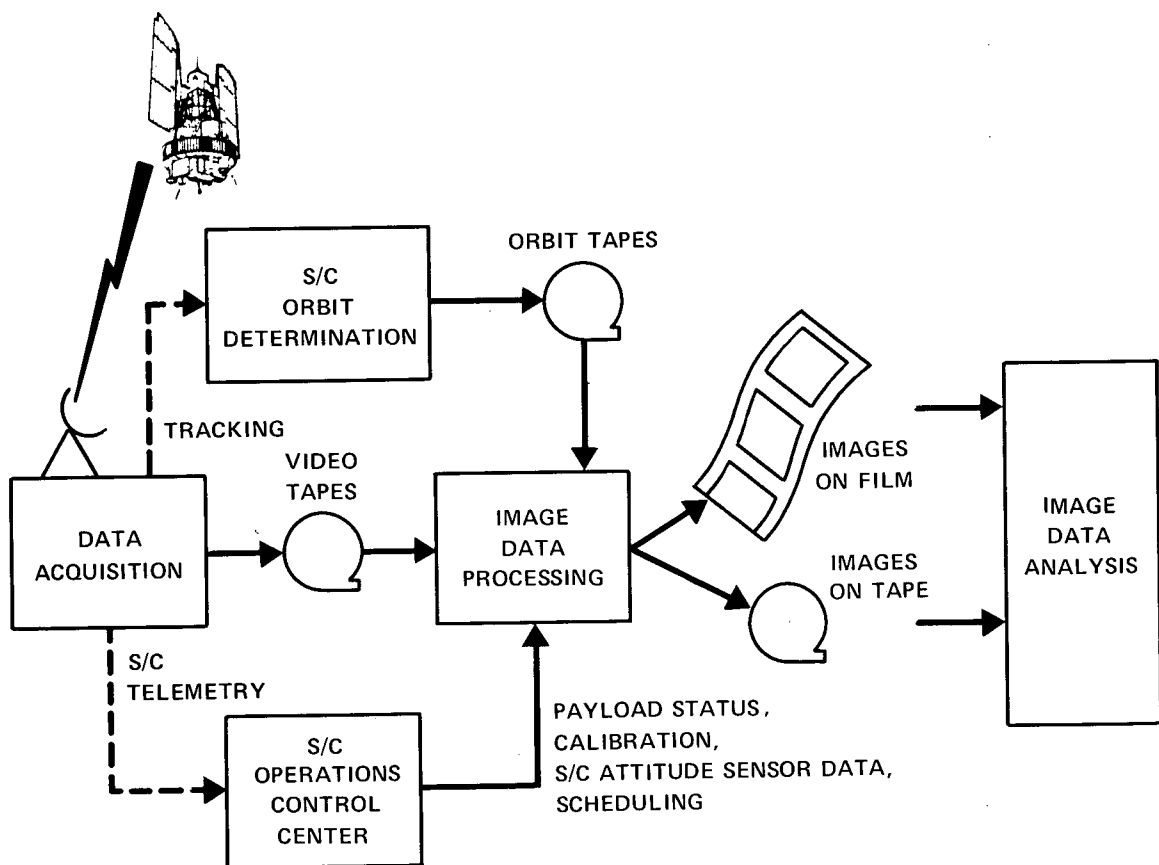 S/C
ORBIT
DETERMINATION
ORBIT TAPES
TRACKING
VIDEO
TAPES
DATA
ACQUISITION
IMAGE
DATA
PROCESSING
IMAGES
ON FILM
IMAGES
ON TAPE
IMAGE
DATA
ANALYSIS
S/C
TELEMETRY
S/C
OPERATIONS
CONTROL
CENTER
PAYLOAD STATUS,
CALIBRATION,
S/C ATTITUDE SENSOR DATA,
SCHEDULING